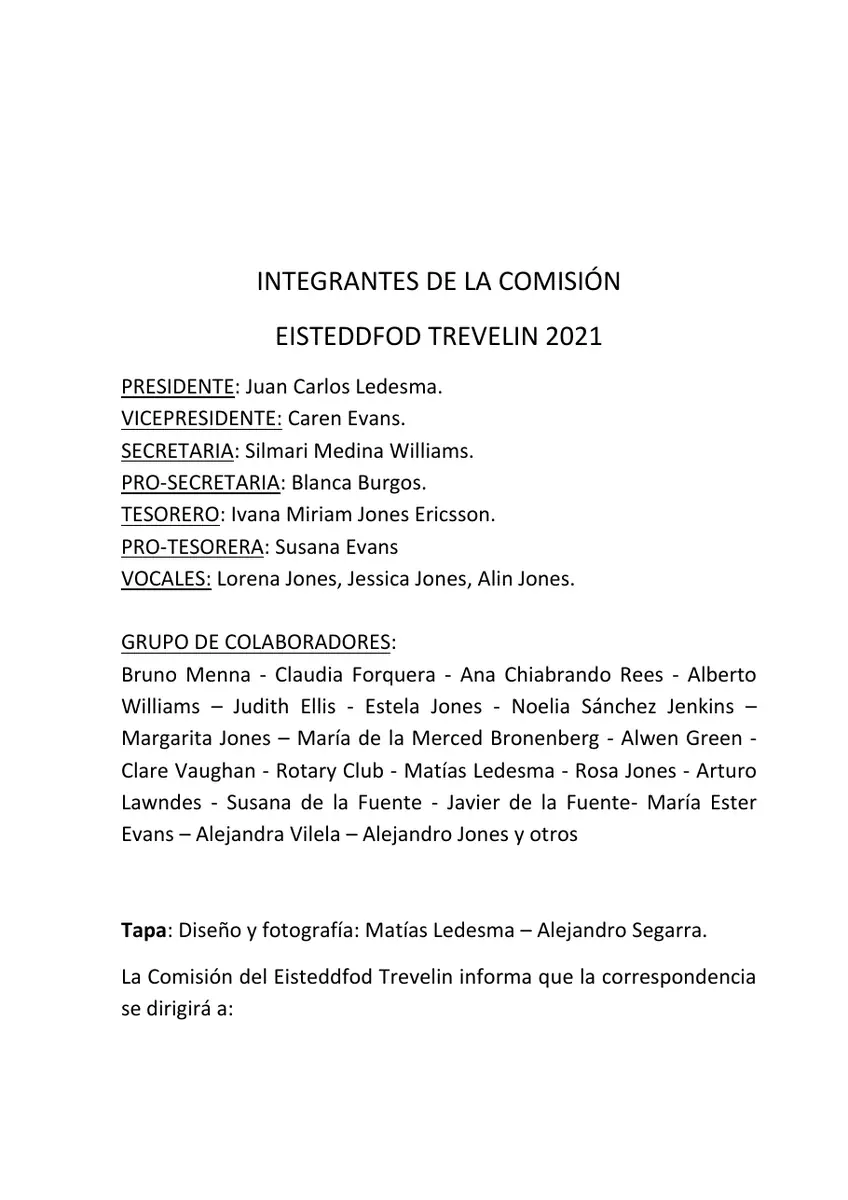 INTEGRANTES DE LA COMISIÓN
EISTEDDFOD TREVELIN 2021
PRESIDENTE: Juan Carlos Ledesma.
VICEPRESIDENTE: Caren Evans.
SECRETARIA: Silmari Medina Williams.
PRO-SECRETARIA: Blanca Burgos.
TESORERO: Ivana Miriam Jones Ericsson.
PRO-TESORERA: Susana Evans
VOCALES: Lorena Jones, Jessica Jones, Alin Jones.
GRUPO DE COLABORADORES:
Bruno Menna - Claudia Forquera - Ana Chiabrando Rees - Alberto
Williams – Judith Ellis - Estela Jones - Noelia Sánchez Jenkins –
Margarita Jones – María de la Merced Bronenberg - Alwen Green -
Clare Vaughan - Rotary Club - Matías Ledesma - Rosa Jones - Arturo
Lawndes - Susana de la Fuente - Javier de la Fuente- María Ester
Evans – Alejandra Vilela – Alejandro Jones y otros
Tapa: Diseño y fotografía: Matías Ledesma – Alejandro Segarra.
La Comisión del Eisteddfod Trevelin informa que la correspondencia
se dirigirá a: